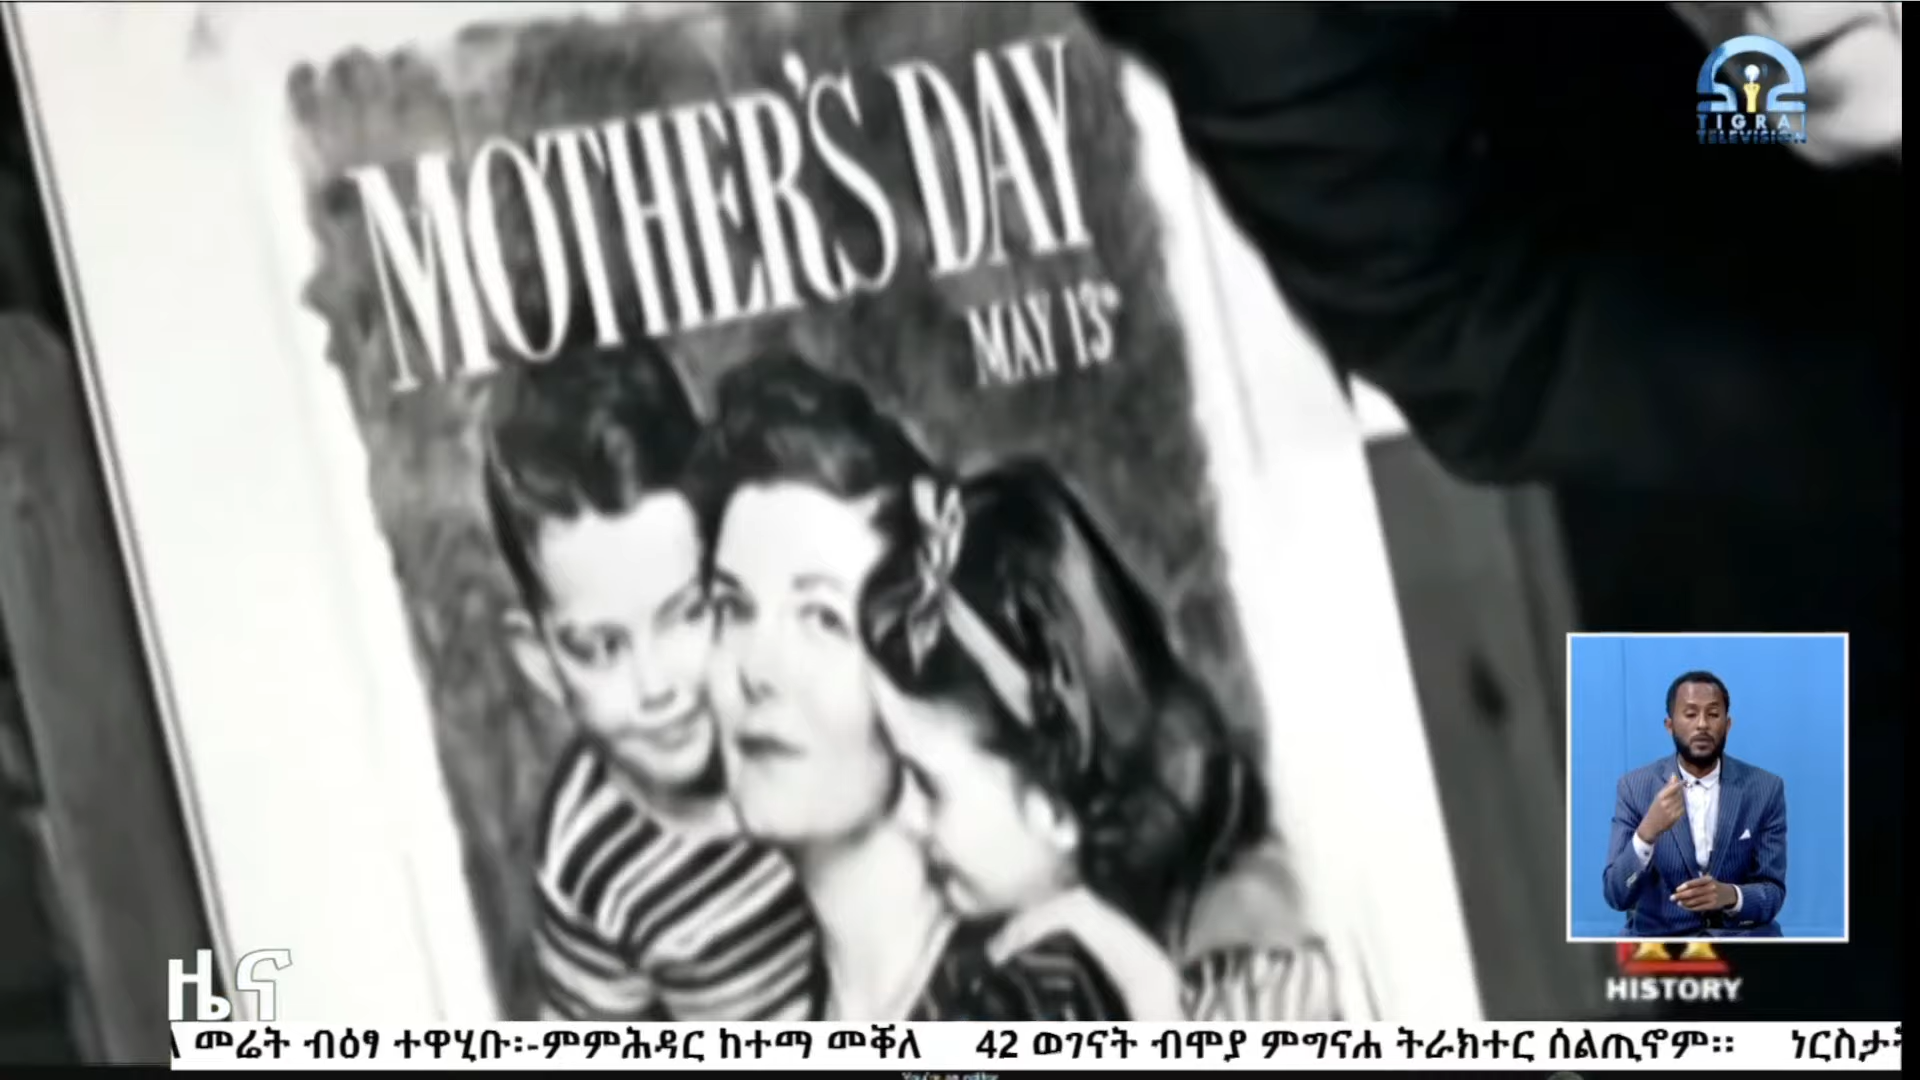 MOTHER'S DAY
MAY 13
TIGRAI
TELEVISION
HISTORY
ዜና
መሬት ብዕፃ ተዋሂቡ፡-ምምሕዳር ከተማ መቐለ 42 ወገናት ብሞያ ምግናሐ ትራክተር ሰልጢኖም። ነርስታት